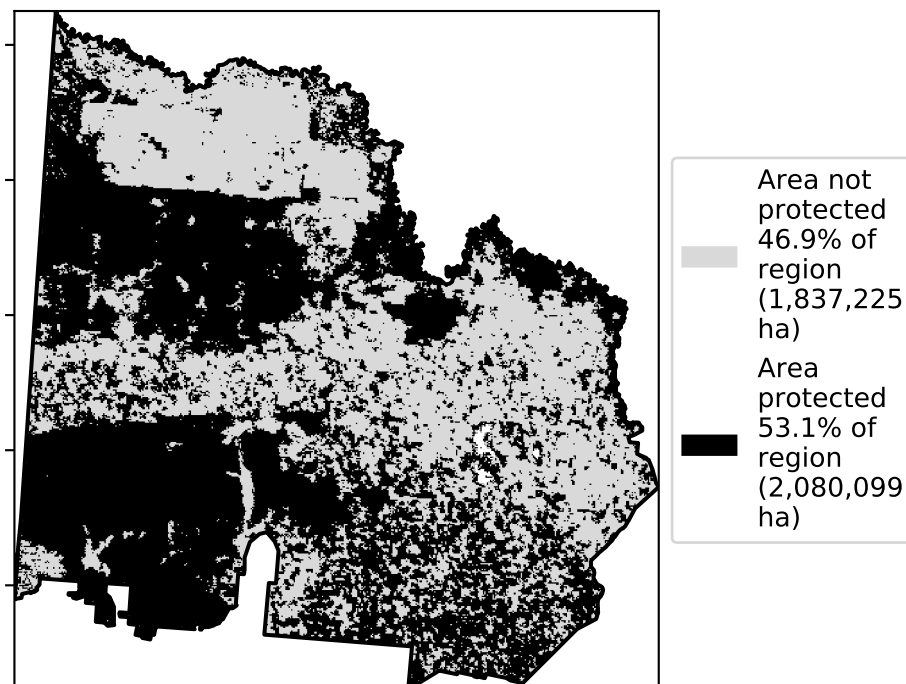 Area not
protected
46.9% of
region
(1,837,225
ha)
Area
protected
53.1% of
region
(2,080,099
ha)